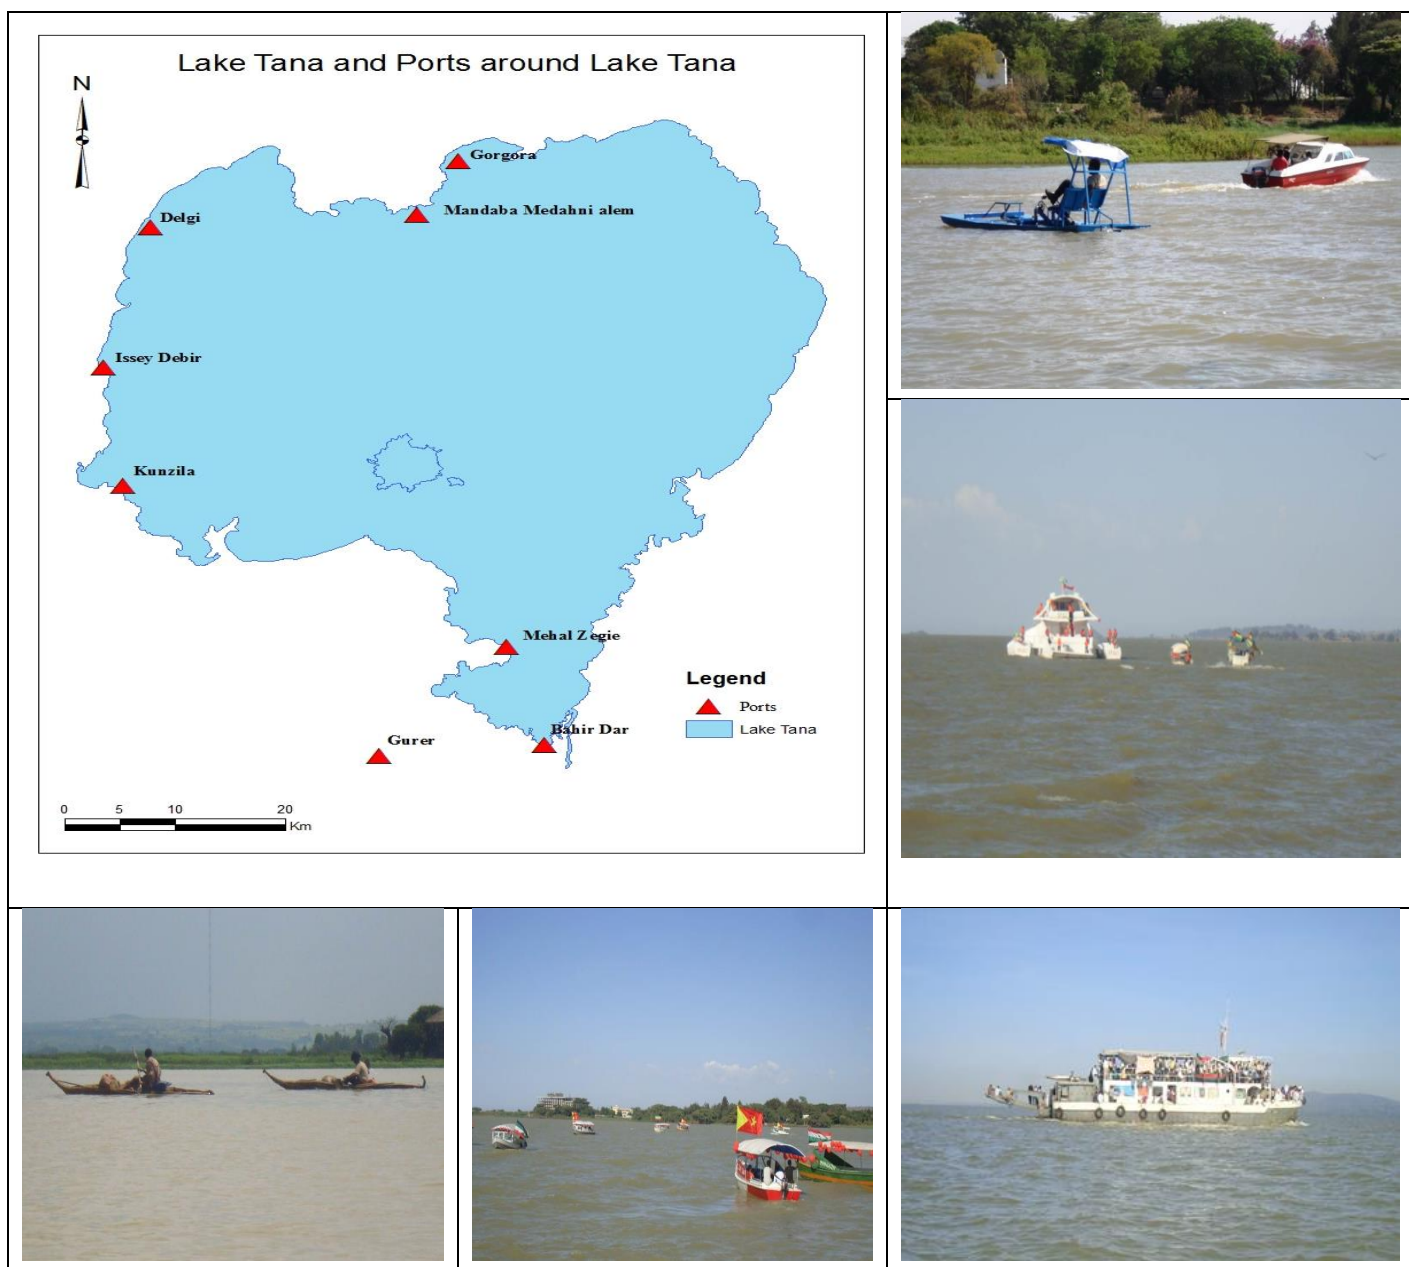 Lake Tana and Ports around Lake Tana
N
Gorgora
Mandaba Medahni alem
Delgi
Issey Debir
Kunzila
Mehal Zegie
Legend
Ports
Lake Tana
Bahir Dar
Gurer
0 5 10 20
Km